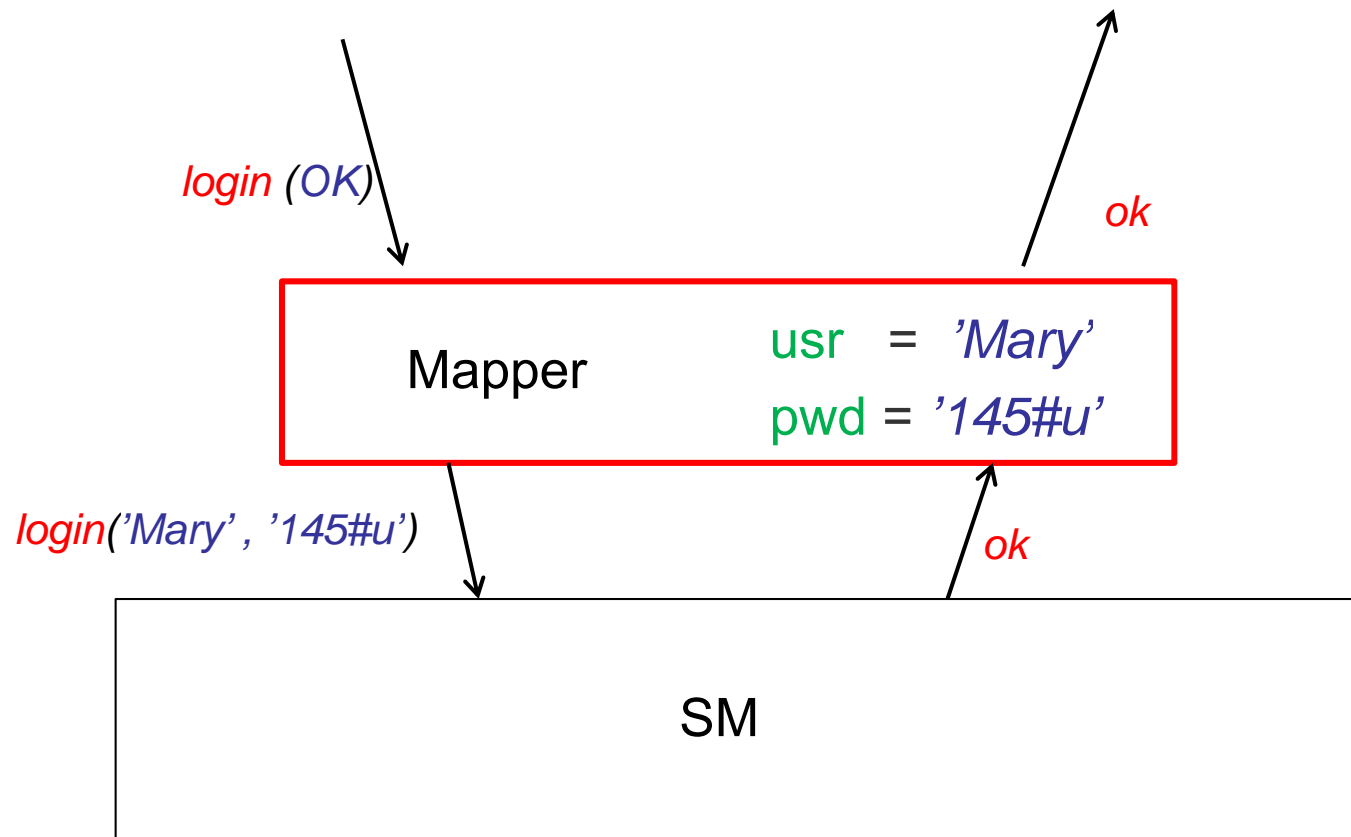 login (OK)
ok
Mapper
usr = ’Mary’
pwd = ’145#u’
login(’Mary’ , ’145#u’)
ok
SM